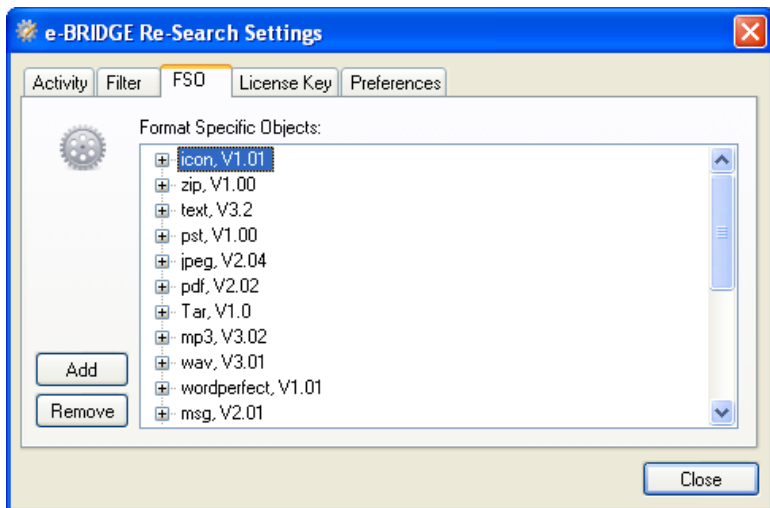 e-BRIDGE Re-Search Settings
Activity Filter FSO License Key Preferences
Format Specific Objects:
icon, V1.01
zip, V1.00
text, V3.2
pst, V1.00
jpeg, V2.04
pdf, V2.02
Tar, V1.0
mp3, V3.02
wav, V3.01
wordperfect, V1.01
msg, V2.01
Add
Remove
Close